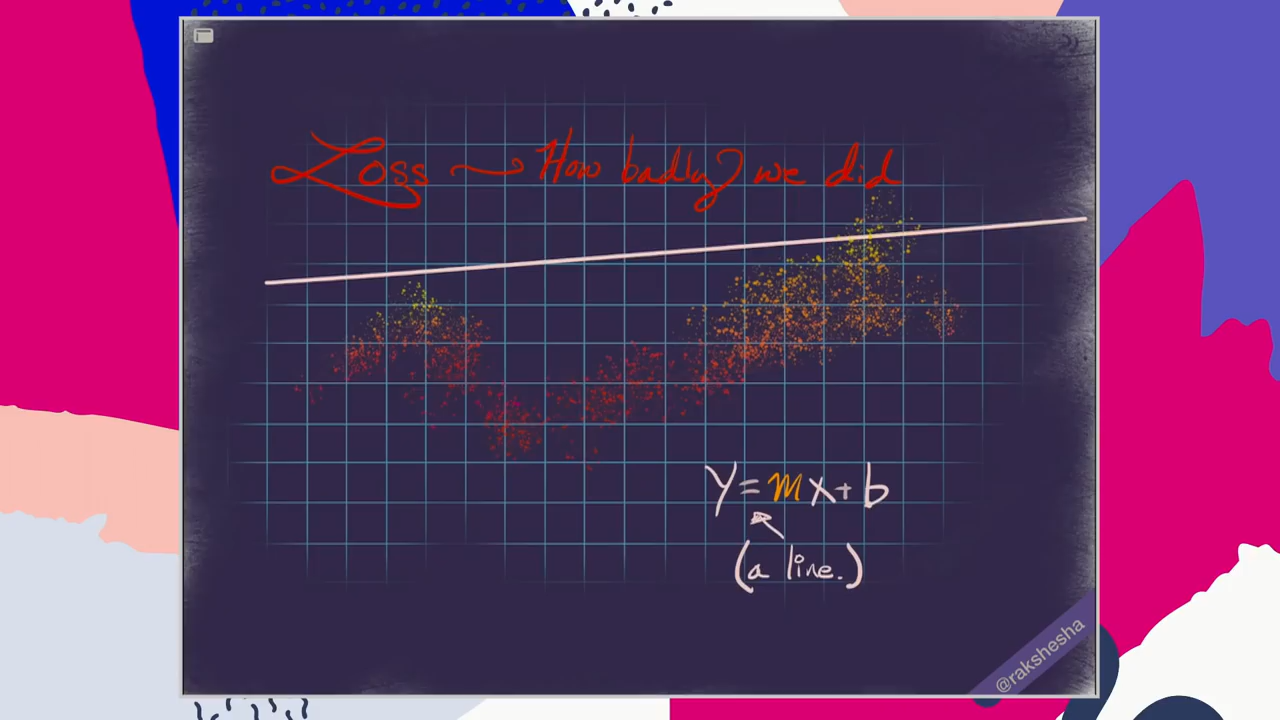 Loss → How badly we did
y = mx + b
(a line.)
@rakshesha